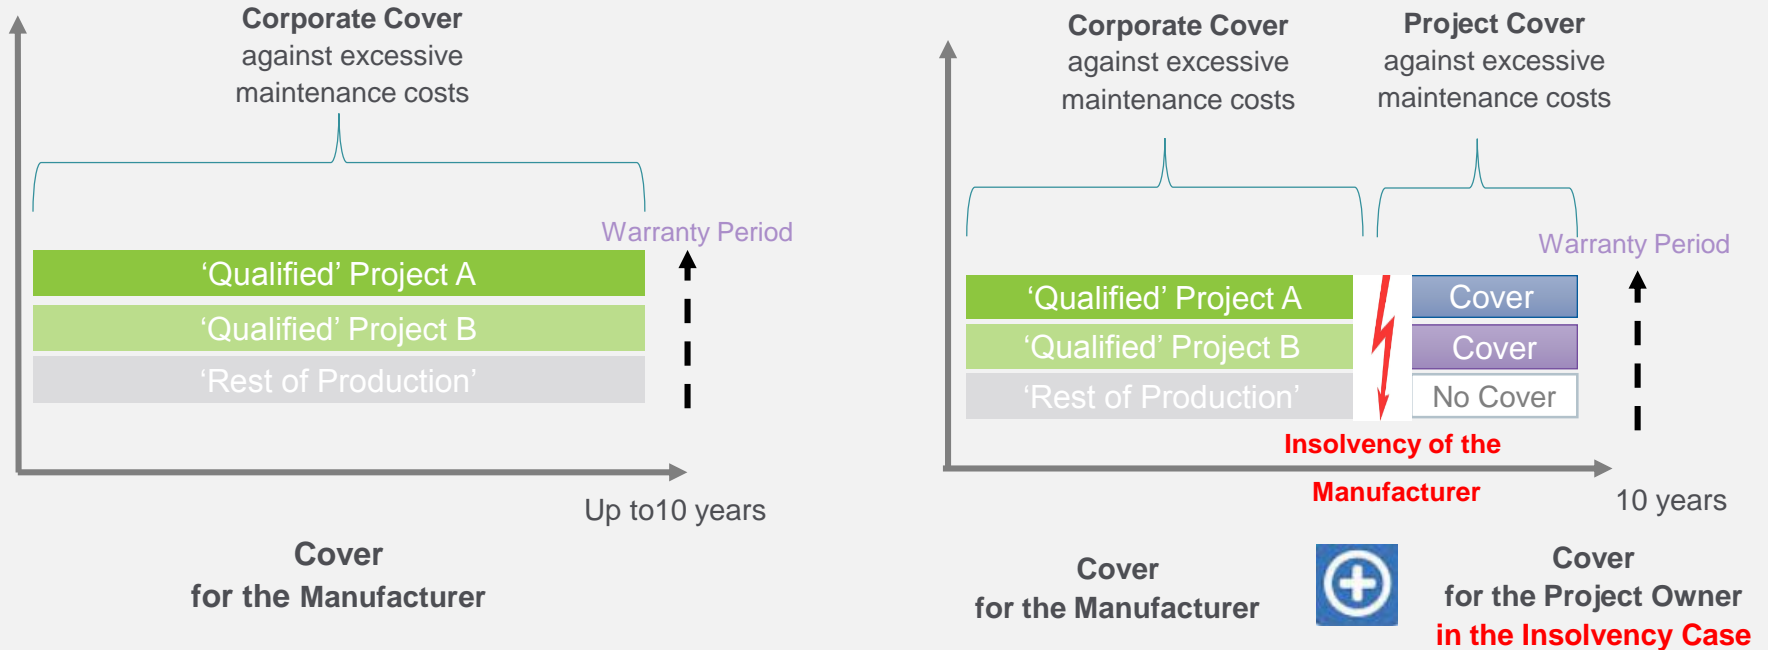 Corporate Cover
against excessive
maintenance costs
Warranty Period
‘Qualified’ Project A
‘Qualified’ Project B
‘Rest of Production’
Up to10 years
Cover
for the Manufacturer
Corporate Cover
against excessive
maintenance costs
Project Cover
against excessive
maintenance costs
Warranty Period
‘Qualified’ Project A
Cover
‘Qualified’ Project B
Cover
‘Rest of Production’
No Cover
Insolvency of the
Manufacturer
10 years
Cover
for the Manufacturer
Cover
for the Project Owner
in the Insolvency Case